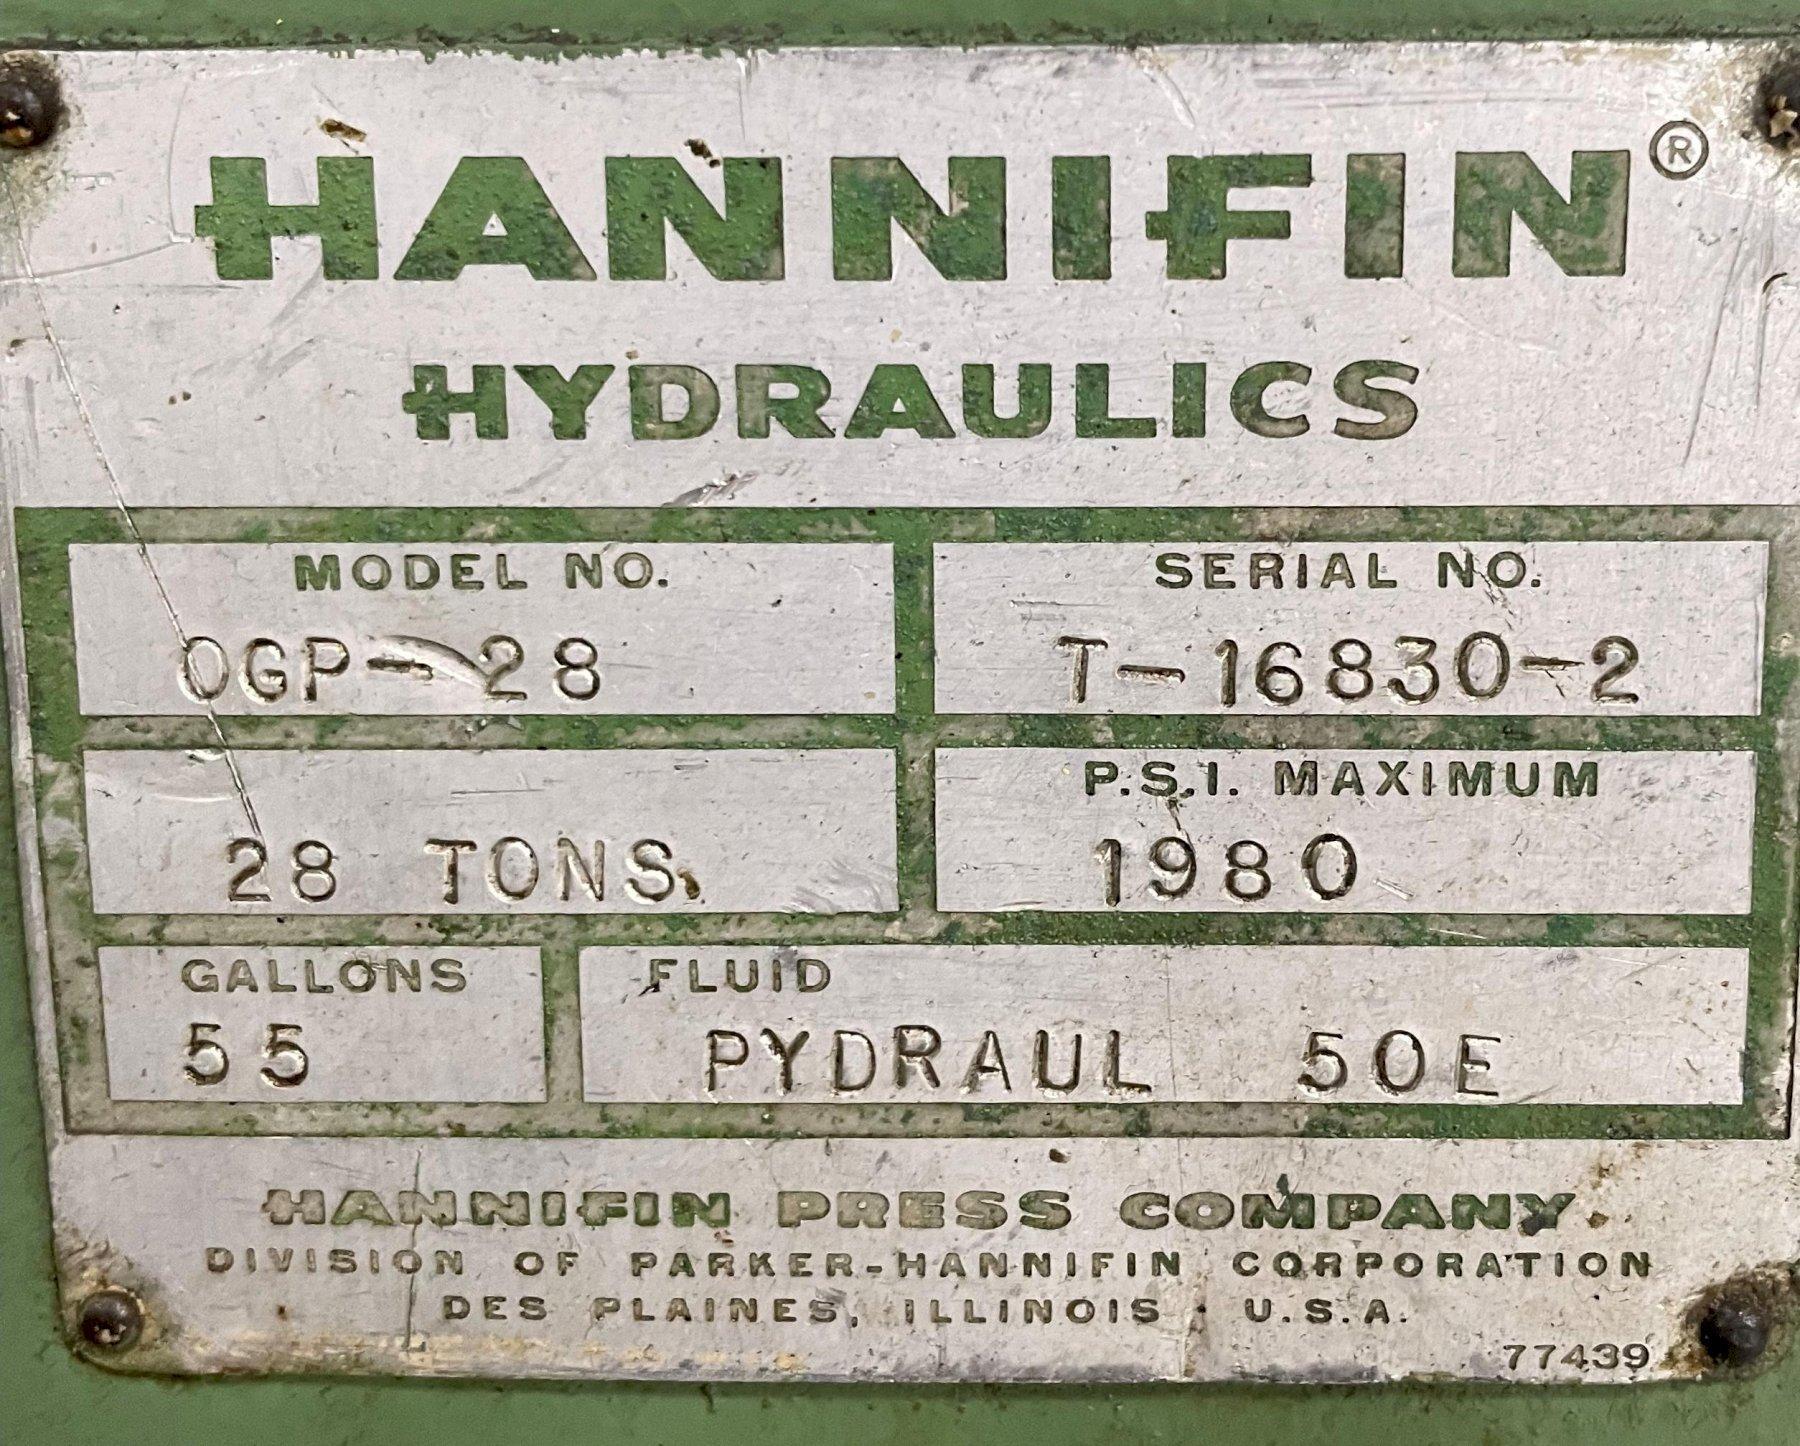 HANNIFIN®
HYDRAULICS
MODEL NO.
OGP-28
SERIAL NO.
T-16830-2
28 TONS
P.S.I. MAXIMUM
1980
GALLONS
55
FLUID
PYDRAUL 50E
HANNIFIN PRESS COMPANY
DIVISION OF PARKER-HANNIFIN CORPORATION
DES PLAINES, ILLINOIS · U.S.A.
77439